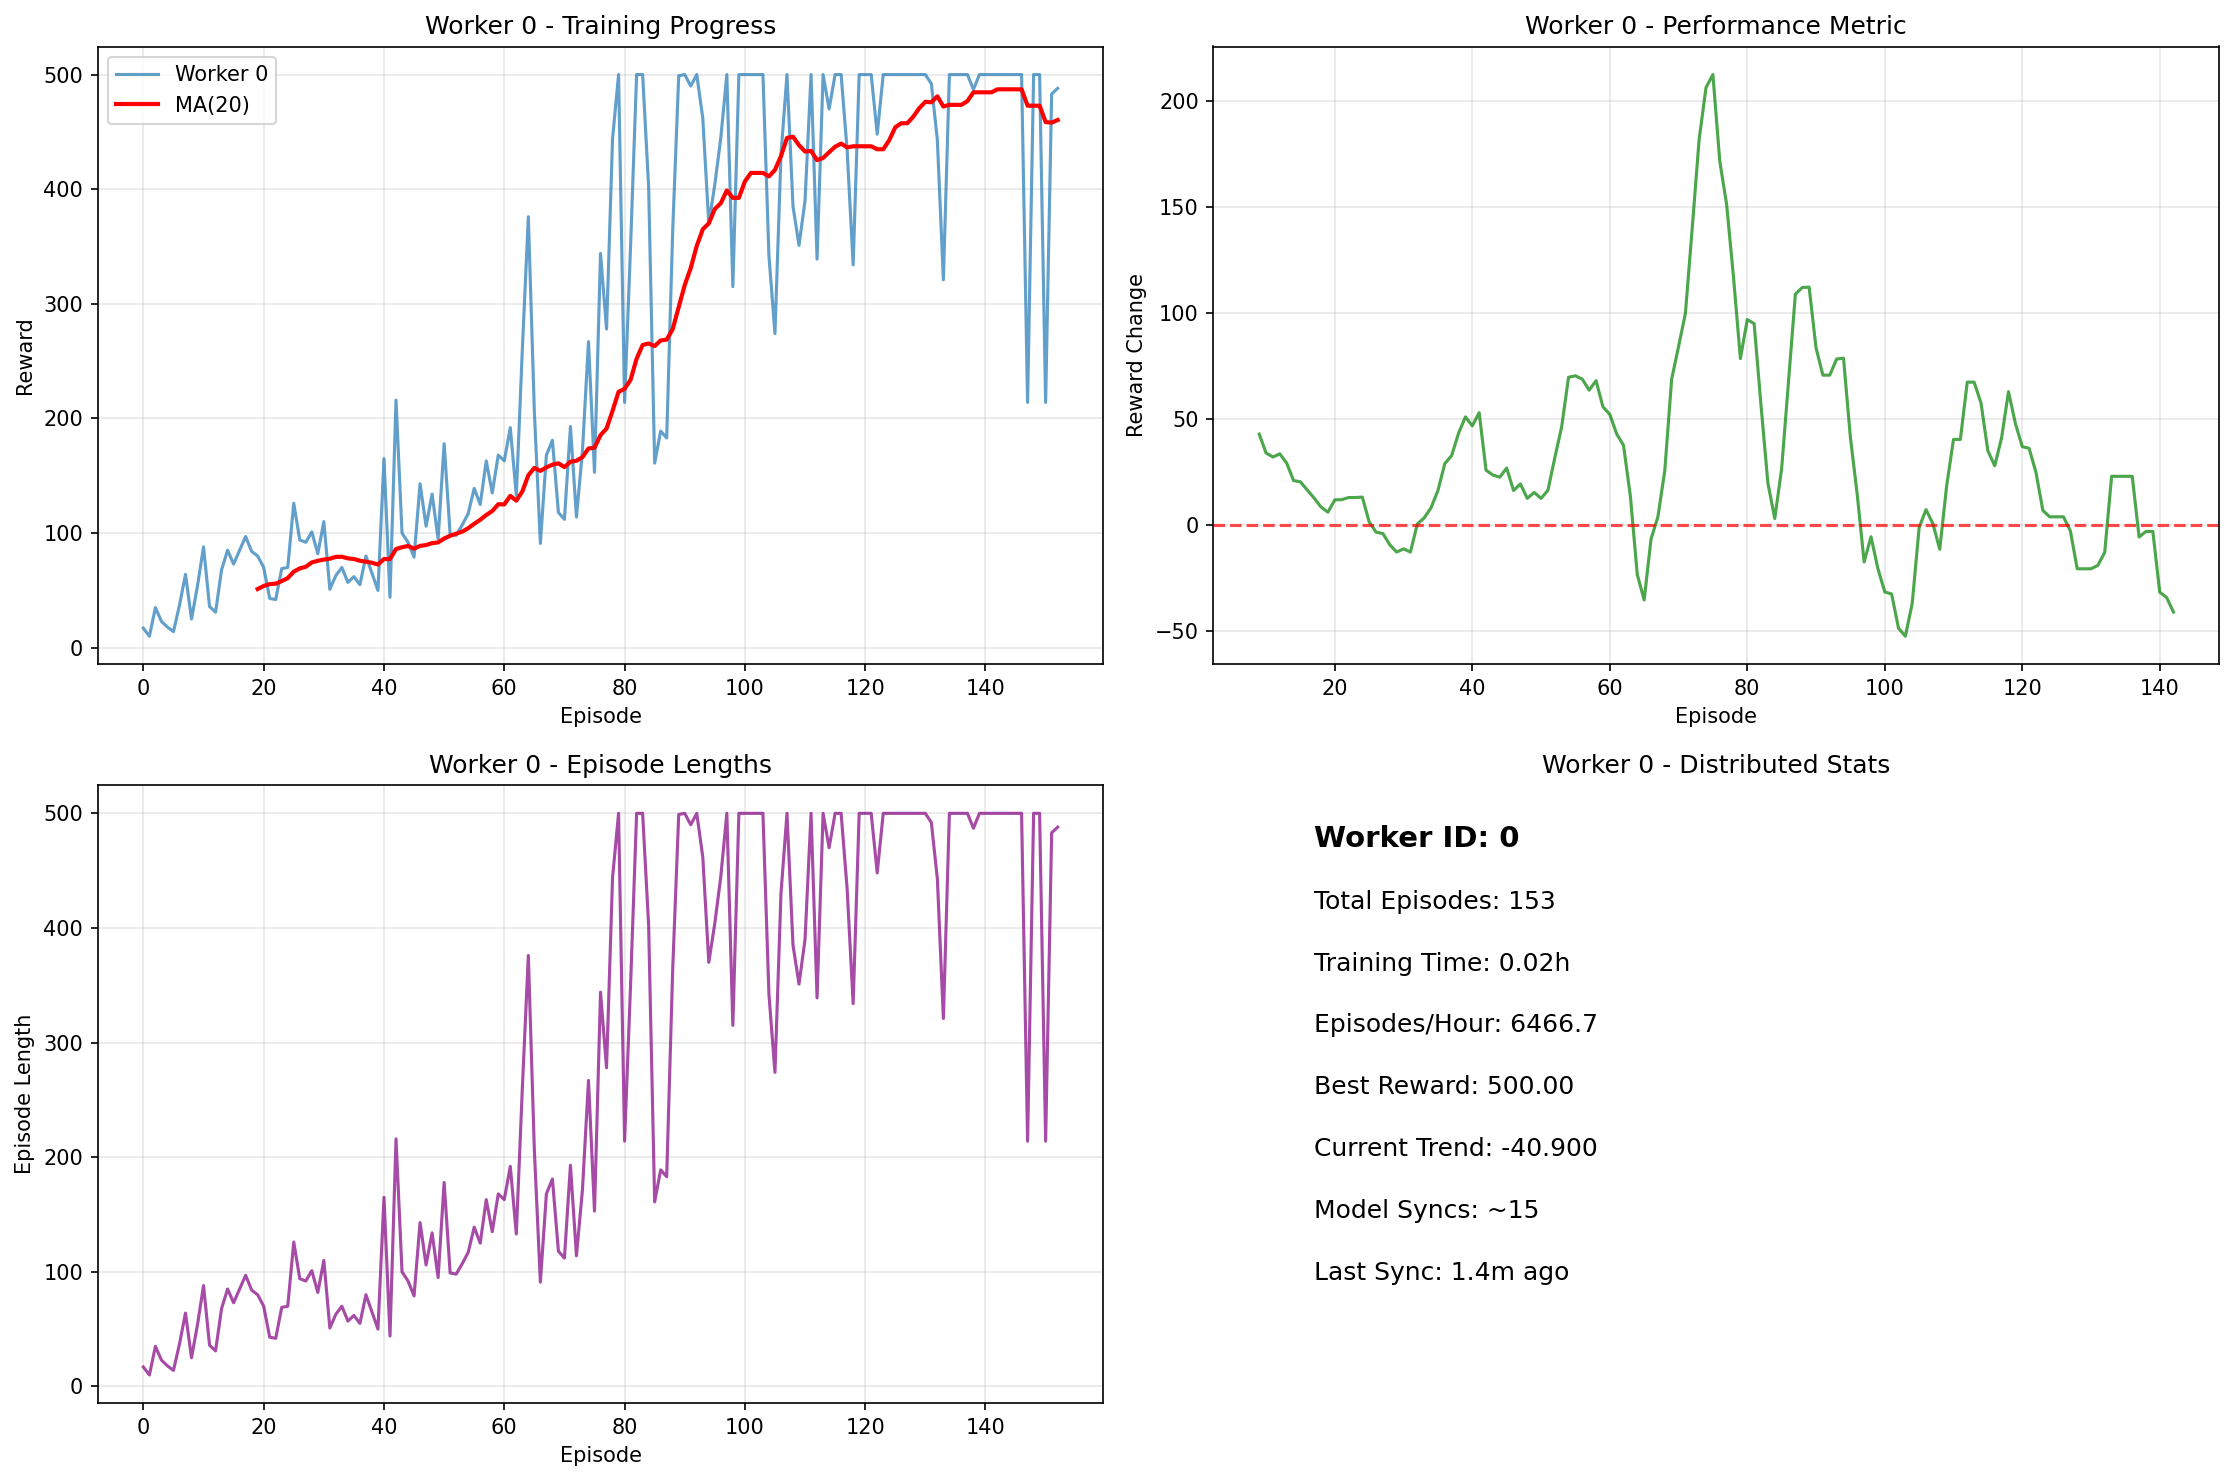 Worker 0 - Training Progress
Worker 0
MA(20)
Reward
500
400
300
200
100
0
0 20 40 60 80 100 120 140
Episode
Worker 0 - Performance Metric
Reward Change
200
150
100
50
0
−50
20 40 60 80 100 120 140
Episode
Worker 0 - Episode Lengths
Episode Length
500
400
300
200
100
0
0 20 40 60 80 100 120 140
Episode
Worker 0 - Distributed Stats
Worker ID: 0
Total Episodes: 153
Training Time: 0.02h
Episodes/Hour: 6466.7
Best Reward: 500.00
Current Trend: -40.900
Model Syncs: ~15
Last Sync: 1.4m ago